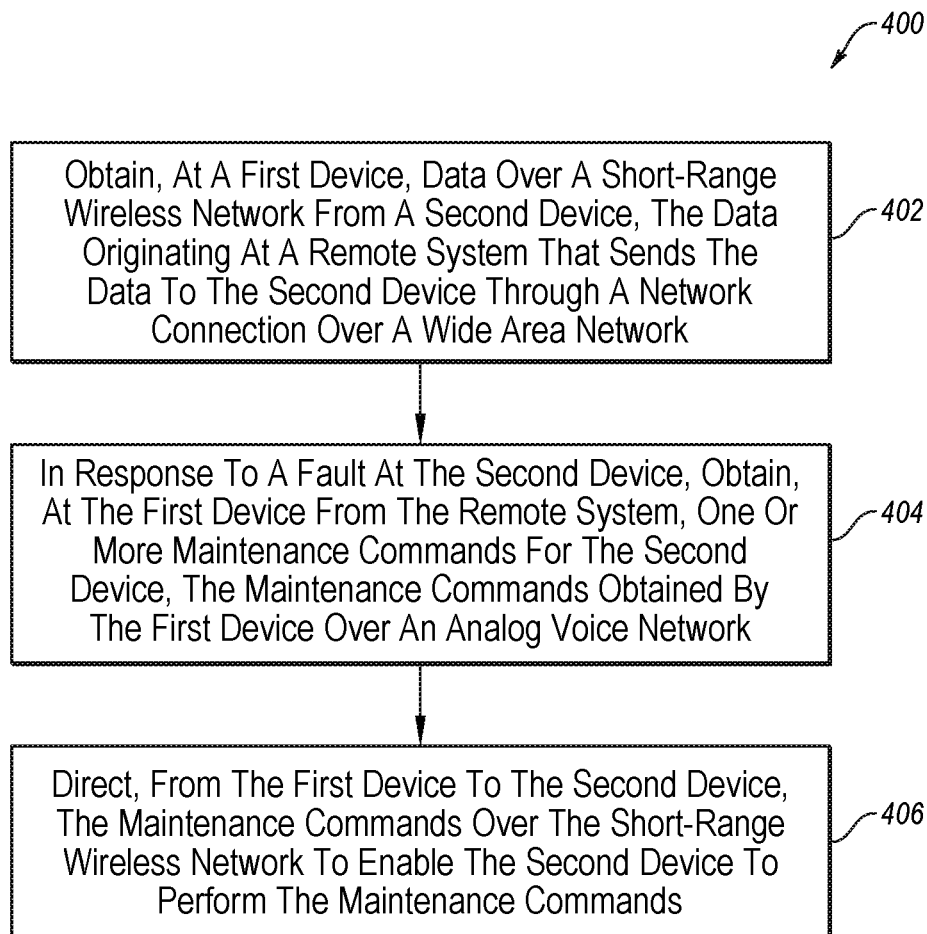 400
Obtain, At A First Device, Data Over A Short-Range
Wireless Network From A Second Device, The Data
Originating At A Remote System That Sends The
Data To The Second Device Through A Network
Connection Over A Wide Area Network
402
In Response To A Fault At The Second Device, Obtain,
At The First Device From The Remote System, One Or
More Maintenance Commands For The Second
Device, The Maintenance Commands Obtained By
The First Device Over An Analog Voice Network
404
Direct, From The First Device To The Second Device,
The Maintenance Commands Over The Short-Range
Wireless Network To Enable The Second Device To
Perform The Maintenance Commands
406